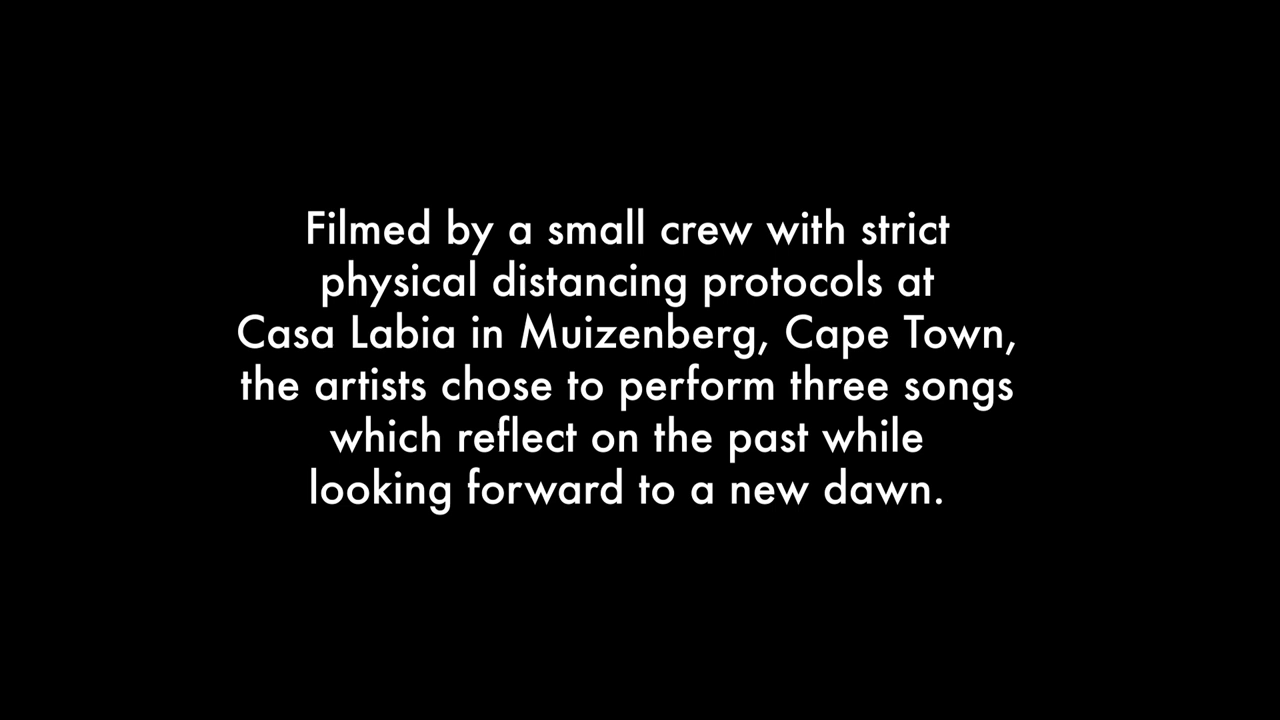 Filmed by a small crew with strict
physical distancing protocols at
Casa Labia in Muizenberg, Cape Town,
the artists chose to perform three songs
which reflect on the past while
looking forward to a new dawn.